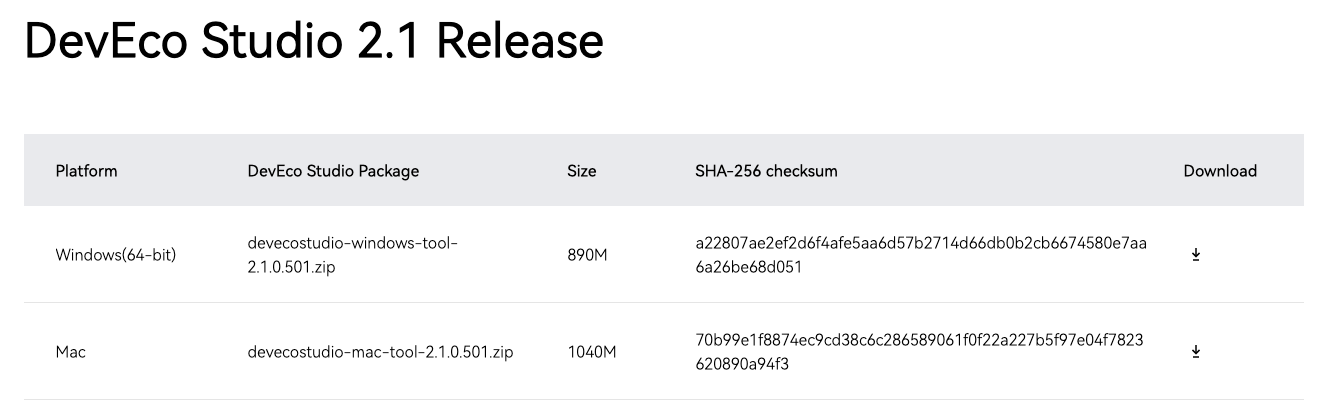 DevEco Studio 2.1 Release
Platform DevEco Studio Package Size SHA-256 checksum Download
Windows(64-bit) devecostudio-windows-tool-2.1.0.501.zip 890M a22807ae2ef2d6f4afe5aa6d57b2714d66db0b2cb6674580e7aa6a26be68d051
Mac devecostudio-mac-tool-2.1.0.501.zip 1040M 70b99e1f8874ec9cd38c6c286589061f0f22a227b5f97e04f7823620890a94f3